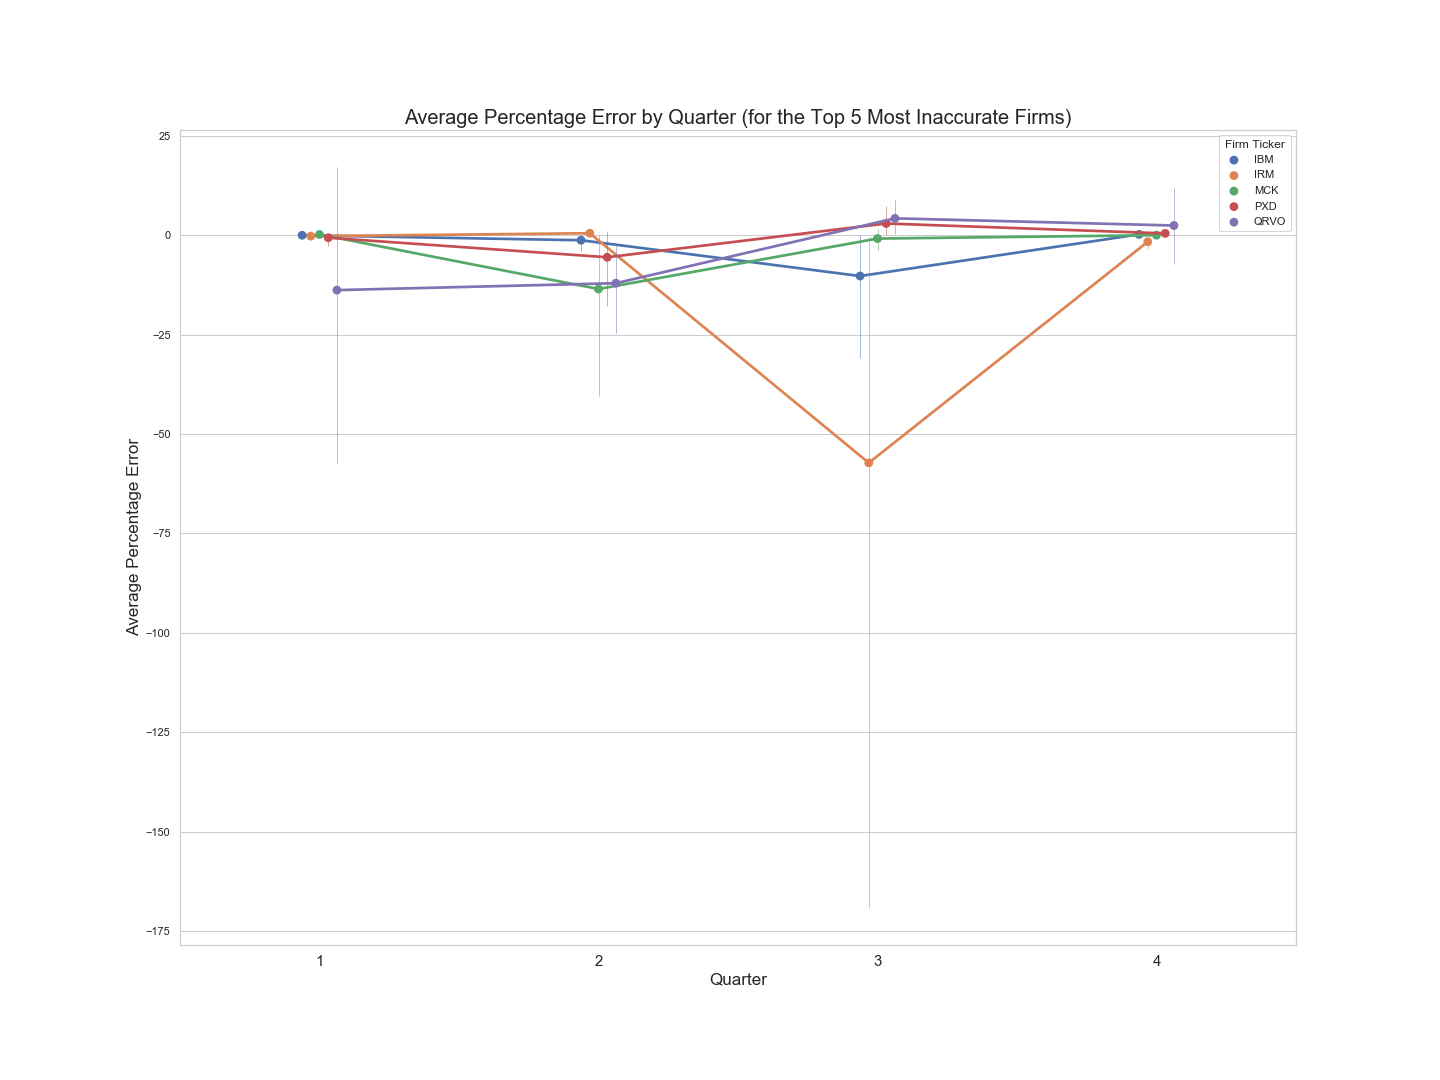 Average Percentage Error by Quarter (for the Top 5 Most Inaccurate Firms)
Firm Ticker
IBM
IRM
MCK
PXD
QRVO
Average Percentage Error
25
0
−25
−50
−75
−100
−125
−150
−175
1 2 3 4
Quarter